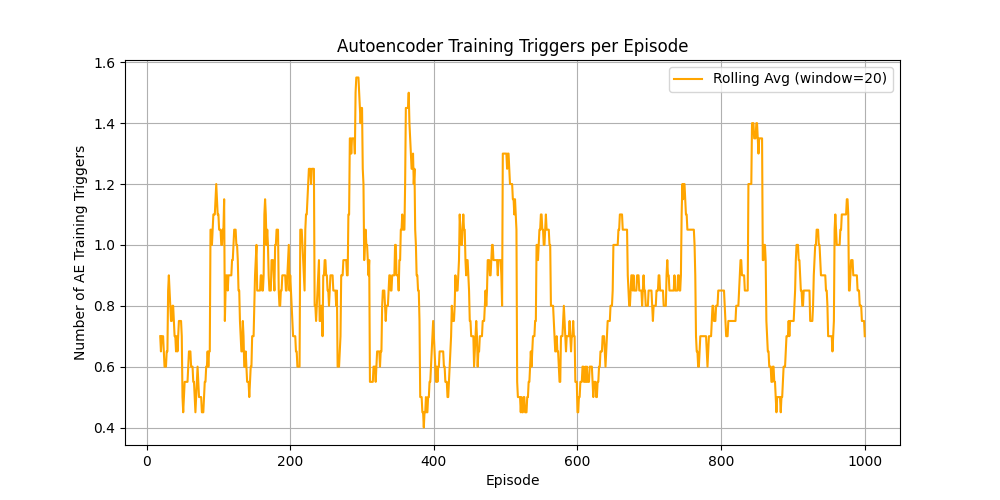 Autoencoder Training Triggers per Episode
Rolling Avg (window=20)
Number of AE Training Triggers
1.6
1.4
1.2
1.0
0.8
0.6
0.4
0 200 400 600 800 1000
Episode